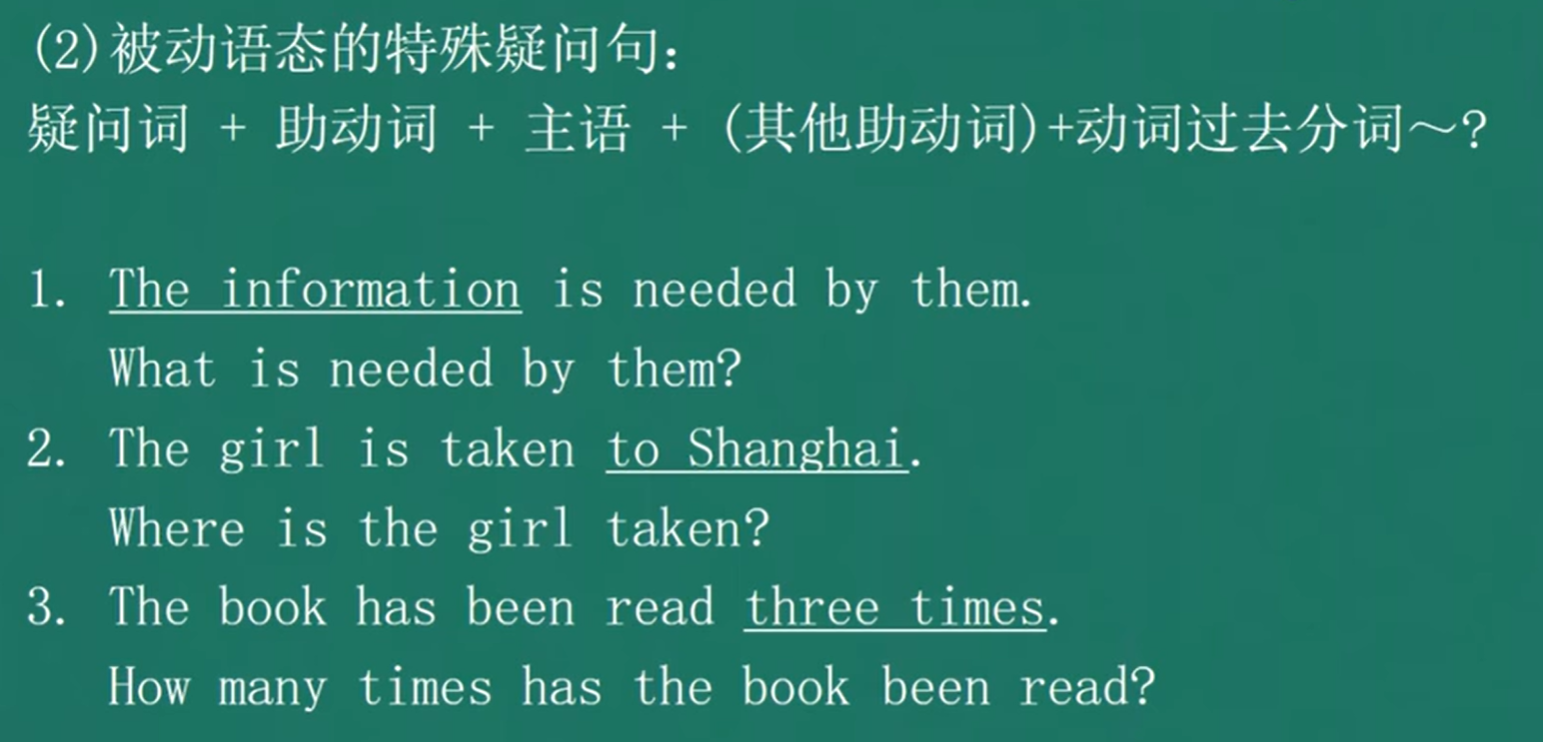 (2)被动语态的特殊疑问句：
疑问词 + 助动词 + 主语 + (其他助动词)+动词过去分词～?
1. The information is needed by them.
What is needed by them?
2. The girl is taken to Shanghai.
Where is the girl taken?
3. The book has been read three times.
How many times has the book been read?